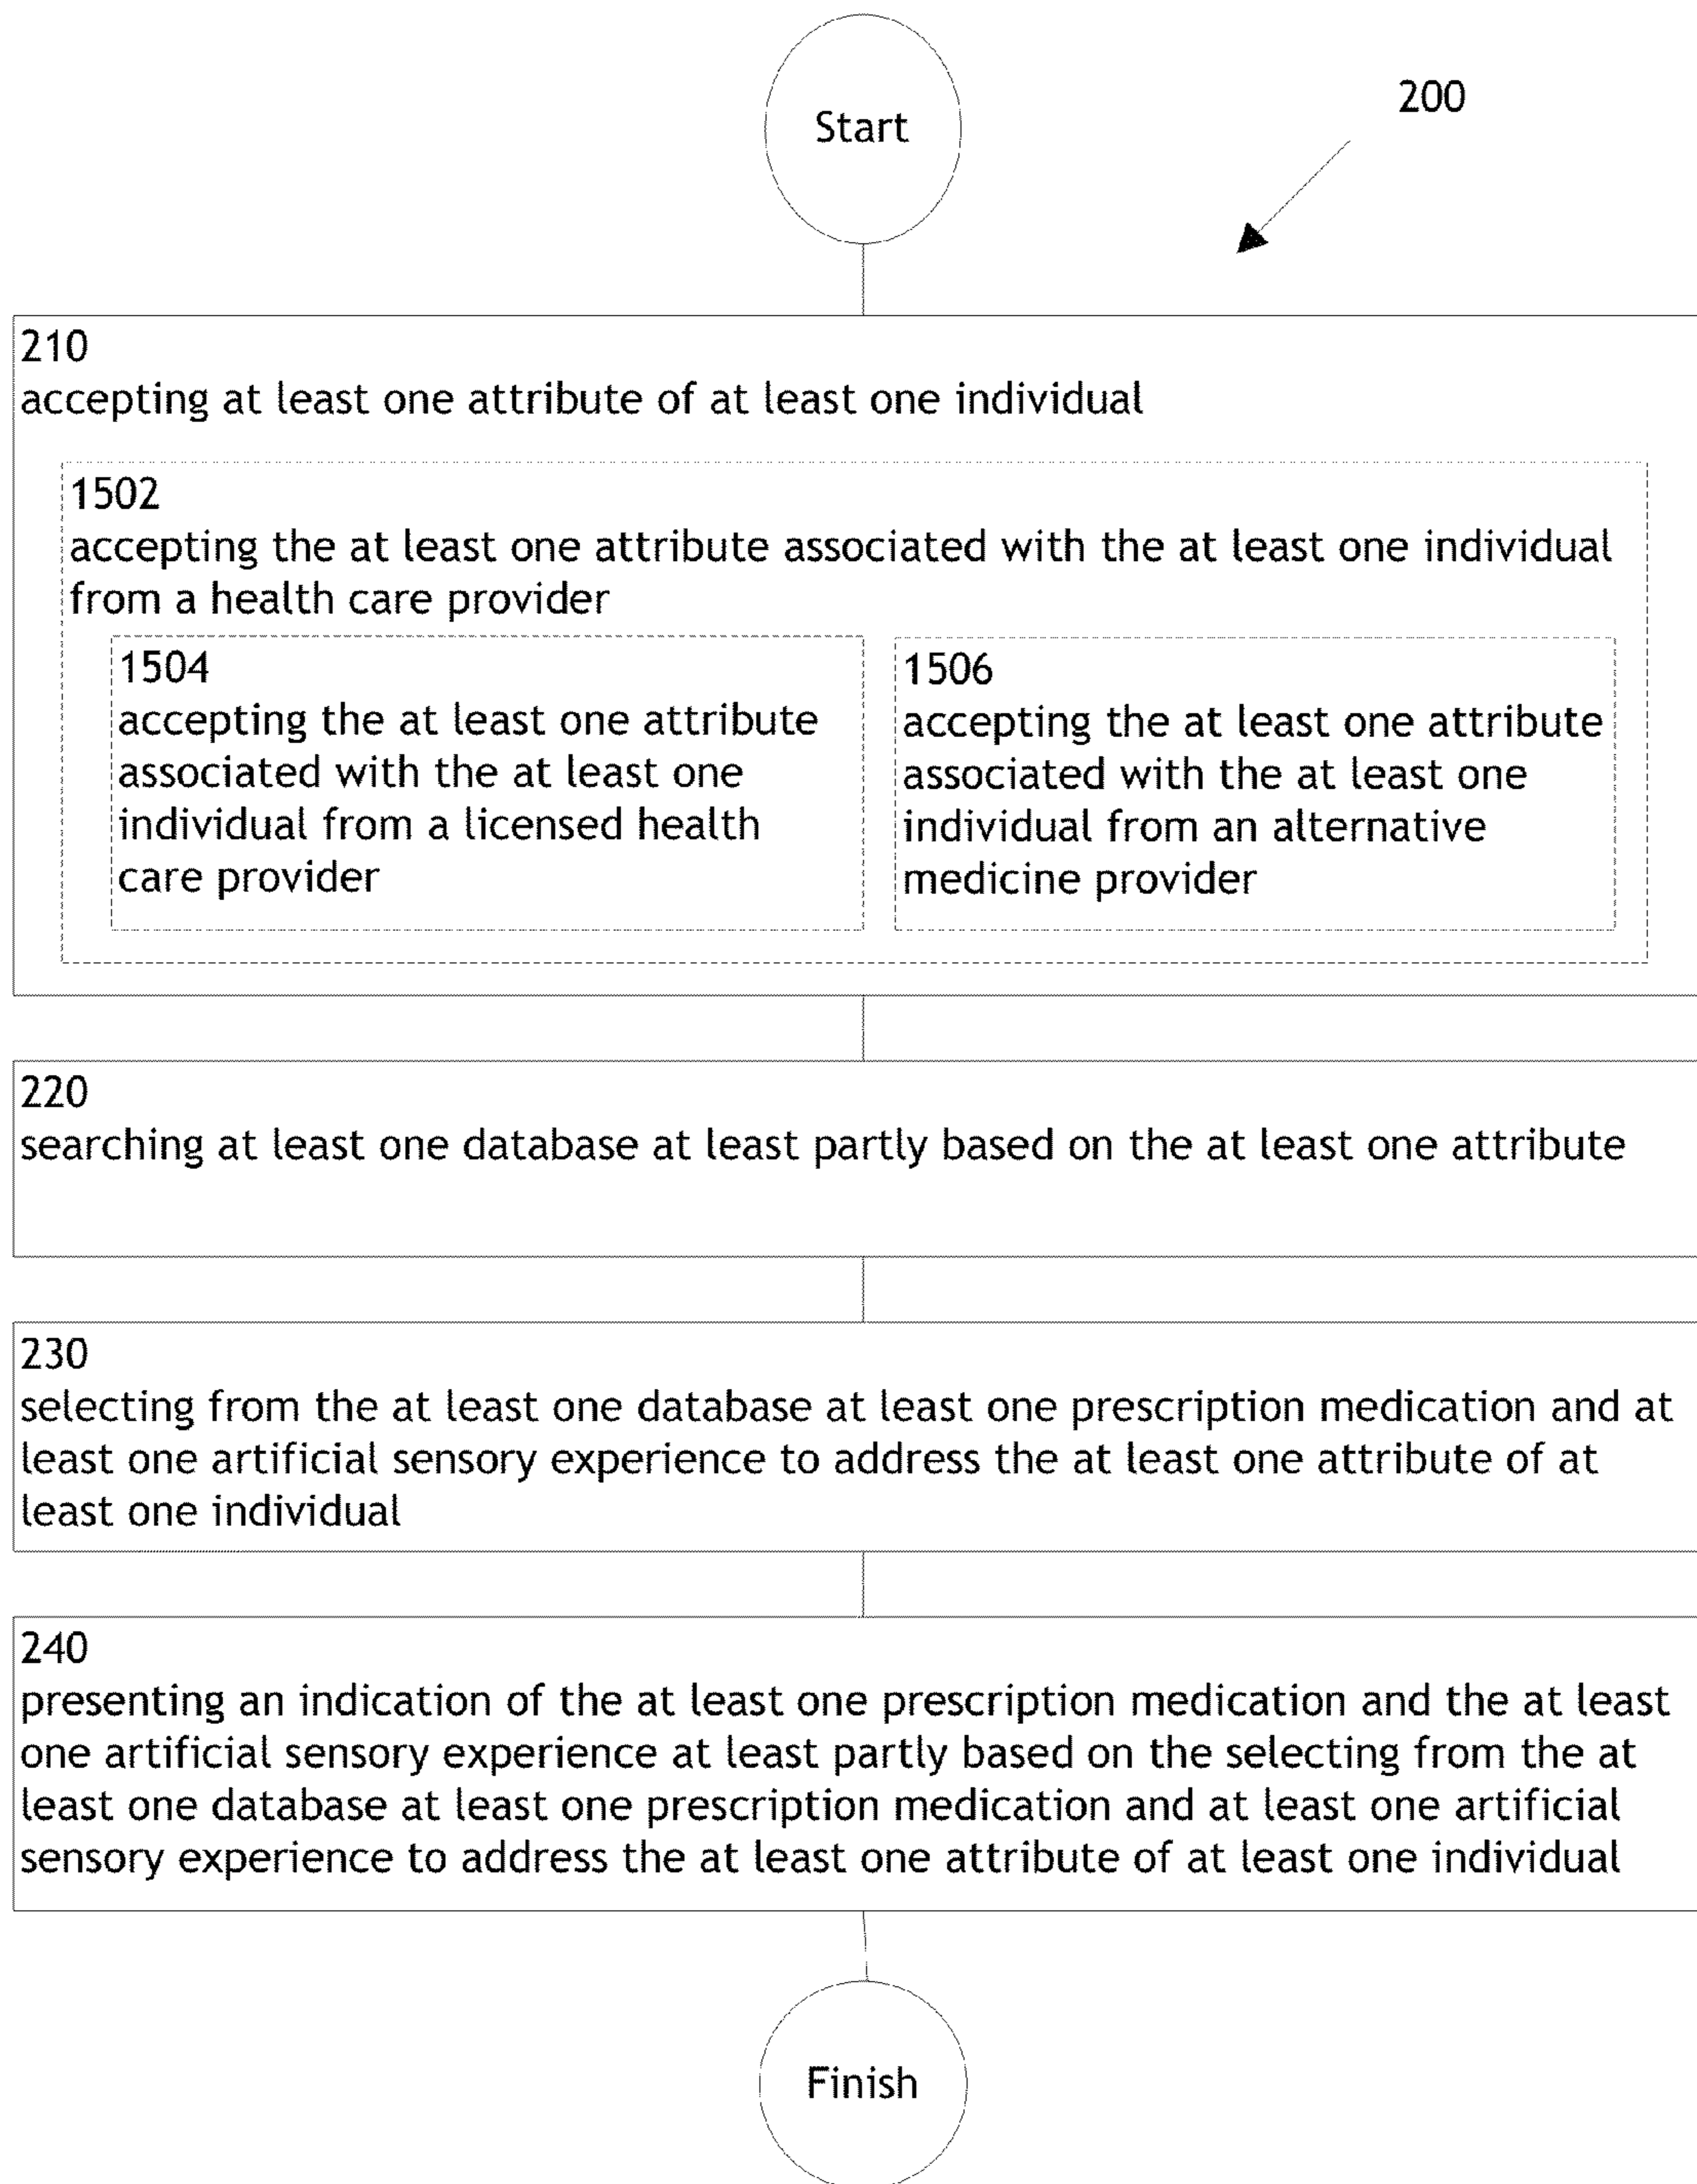 Start
200
210
accepting at least one attribute of at least one individual
1502
accepting the at least one attribute associated with the at least one individual
from a health care provider
1504
accepting the at least one attribute
associated with the at least one
individual from a licensed health
care provider
1506
accepting the at least one attribute
associated with the at least one
individual from an alternative
medicine provider
220
searching at least one database at least partly based on the at least one attribute
230
selecting from the at least one database at least one prescription medication and at
least one artificial sensory experience to address the at least one attribute of at
least one individual
240
presenting an indication of the at least one prescription medication and the at least
one artificial sensory experience at least partly based on the selecting from the at
least one database at least one prescription medication and at least one artificial
sensory experience to address the at least one attribute of at least one individual
Finish